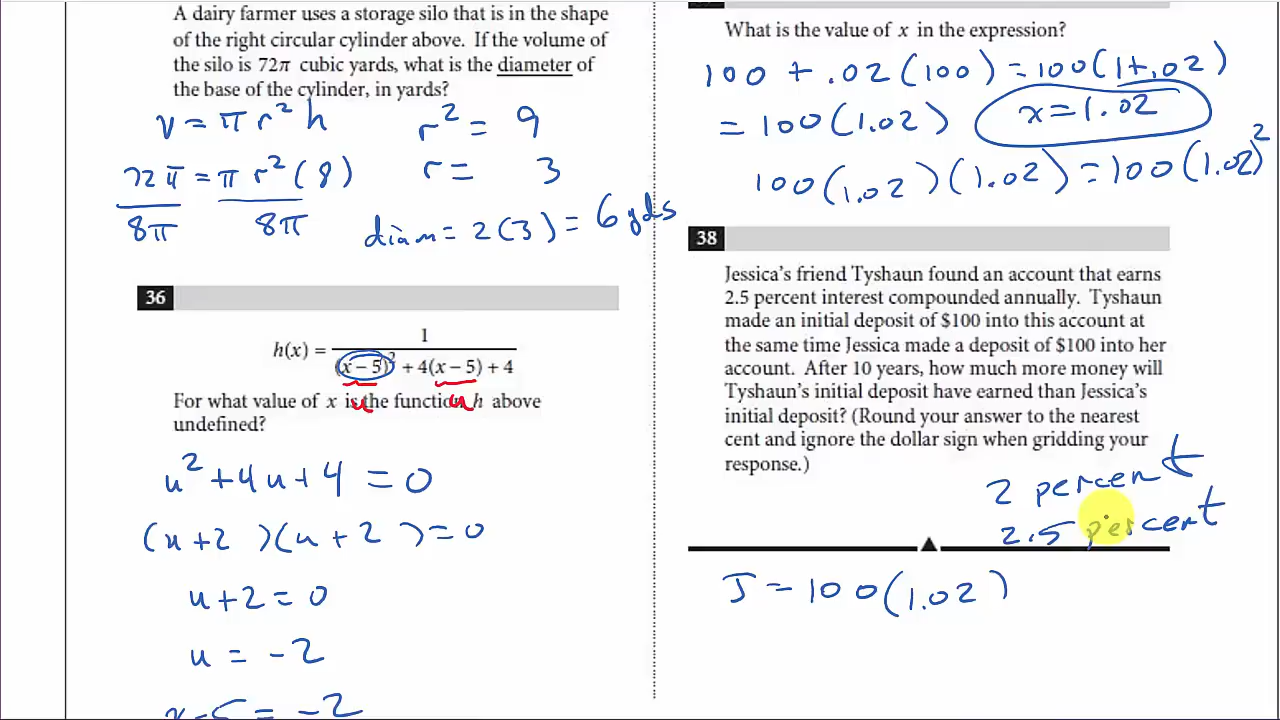 A dairy farmer uses a storage silo that is in the shape
of the right circular cylinder above. If the volume of
the silo is 72π cubic yards, what is the diameter of
the base of the cylinder, in yards?
v = π r² h
72π = π r² (8)
8π 8π
r² = 9
r = 3
diam = 2(3) = 6 yds
36
h(x) = 1 / (x − 5)² + 4(x − 5) + 4
u u
For what value of x is the function h above
undefined?
u² + 4u + 4 = 0
(u + 2)(u + 2) = 0
u + 2 = 0
u = -2
x - 5 = -2
What is the value of x in the expression?
100 + .02(100) = 100(1+.02)
= 100(1.02) x = 1.02
100(1.02)(1.02) = 100(1.02)²
38
Jessica's friend Tyshaun found an account that earns
2.5 percent interest compounded annually. Tyshaun
made an initial deposit of $100 into this account at
the same time Jessica made a deposit of $100 into her
account. After 10 years, how much more money will
Tyshaun's initial deposit have earned than Jessica's
initial deposit? (Round your answer to the nearest
cent and ignore the dollar sign when gridding your
response.)
2 percent
2.5 percent
J = 100(1.02)